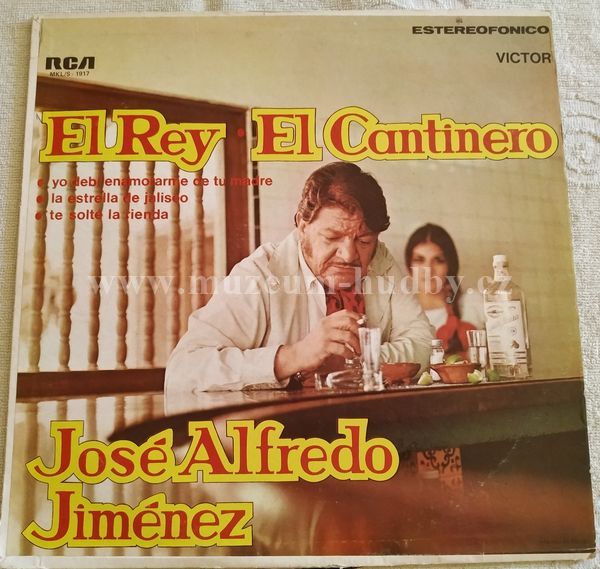 ESTEREOFONICO
RCA
MKL/S-1917
VICTOR
El Rey · El Cantinero
• yo debi enamorarme de tu madre
• la estrella de jalisco
• te solté la rienda
www.muzeum-hudby.cz
José Alfredo
Jiménez